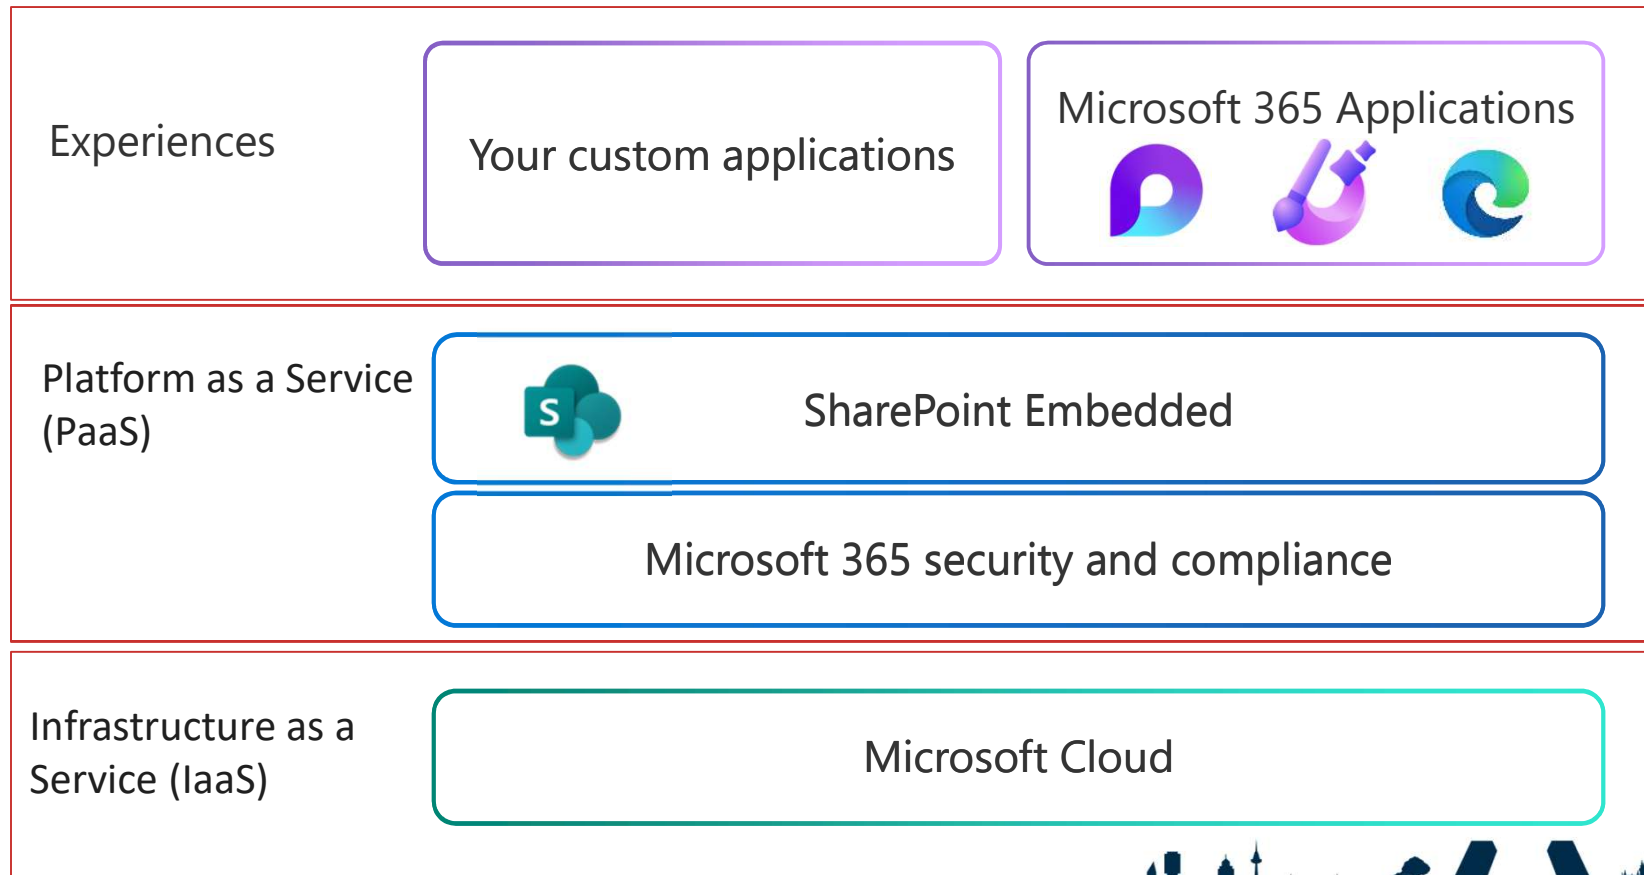 Experiences
Your custom applications
Microsoft 365 Applications
Platform as a Service
(PaaS)
S
SharePoint Embedded
Microsoft 365 security and compliance
Infrastructure as a
Service (IaaS)
Microsoft Cloud